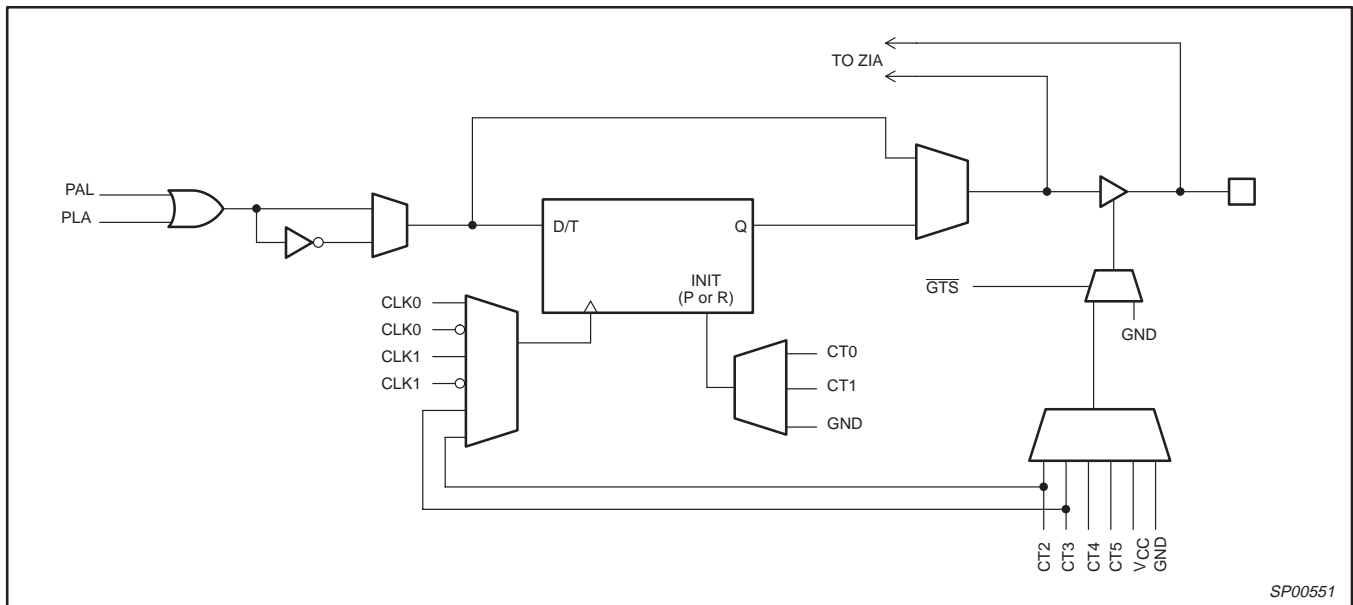 TO ZIA
PAL
PLA
D/T
Q
INIT
(P or R)
CLK0
CLK0
CLK1
CLK1
CT0
CT1
GND
GTS
GND
CT2
CT3
CT4
CT5
VCC
GND
SP00551